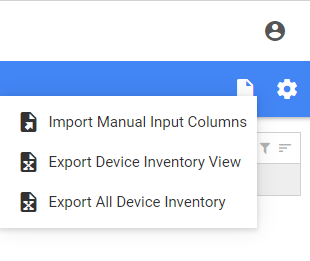 Import Manual Input Columns
Export Device Inventory View
Export All Device Inventory